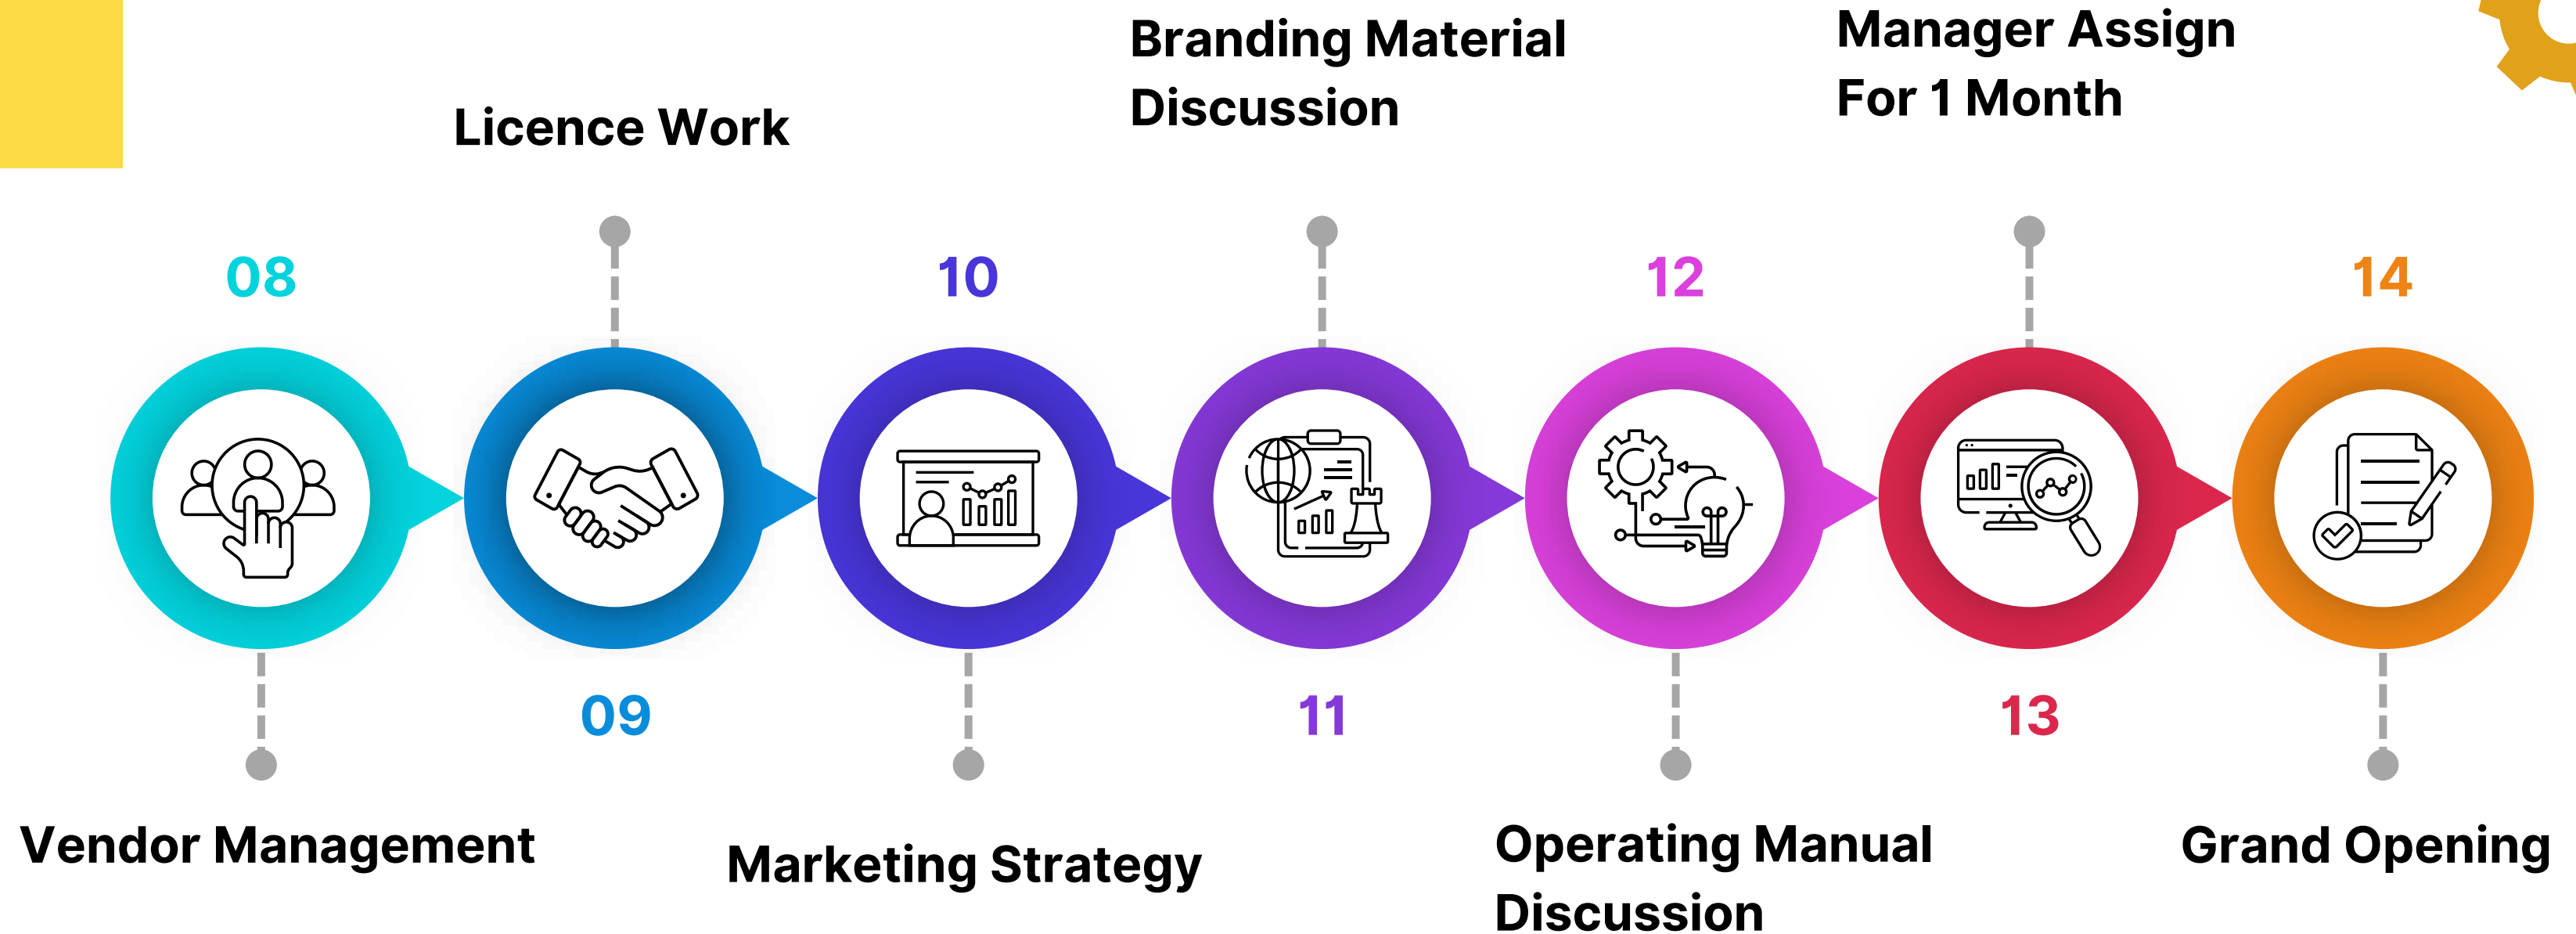 Branding Material
Discussion
Manager Assign
For 1 Month
Licence Work
08
10
12
14
09
11
13
Vendor Management
Marketing Strategy
Operating Manual
Discussion
Grand Opening